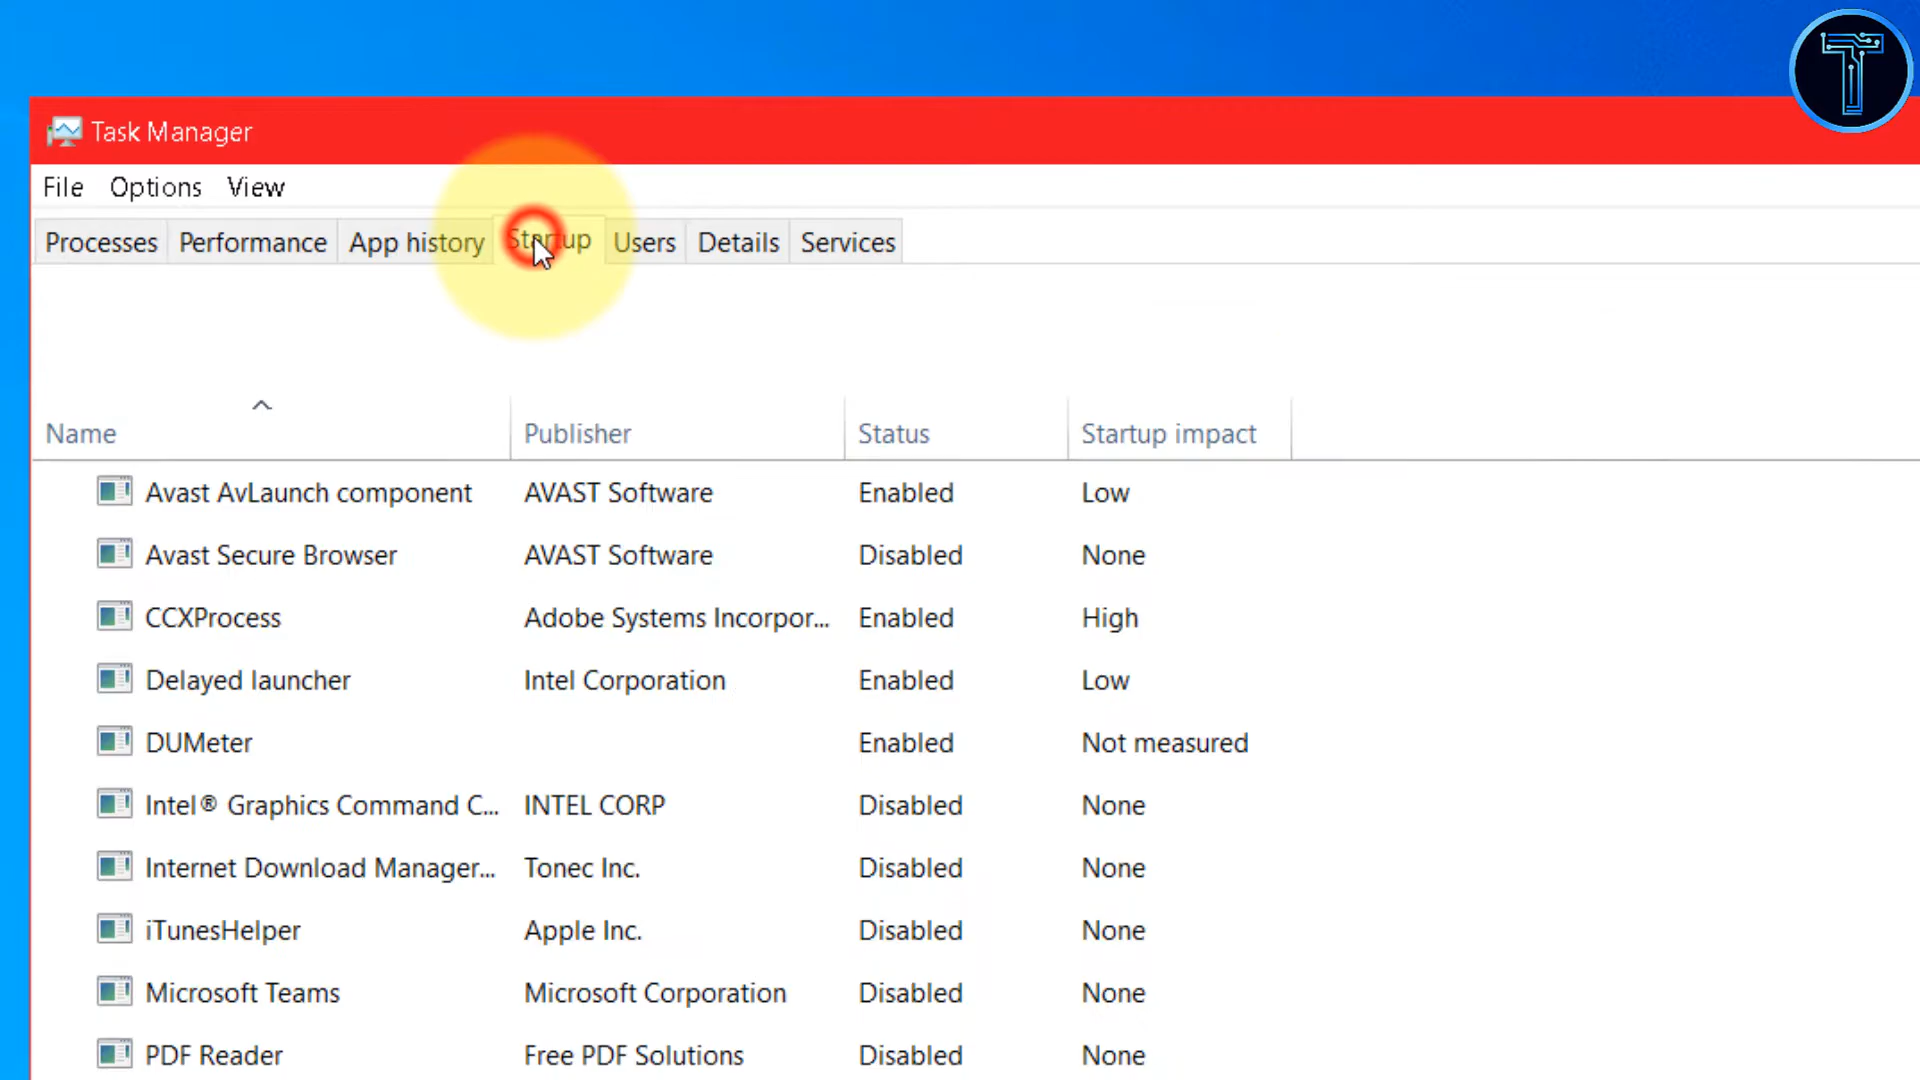 Task Manager
File Options View
Processes Performance App history Startup Users Details Services
Name Publisher Status Startup impact
Avast AvLaunch component AVAST Software Enabled Low
Avast Secure Browser AVAST Software Disabled None
CCXProcess Adobe Systems Incorpor... Enabled High
Delayed launcher Intel Corporation Enabled Low
DUMeter Enabled Not measured
Intel® Graphics Command C... INTEL CORP Disabled None
Internet Download Manager... Tonec Inc. Disabled None
iTunesHelper Apple Inc. Disabled None
Microsoft Teams Microsoft Corporation Disabled None
PDF Reader Free PDF Solutions Disabled None